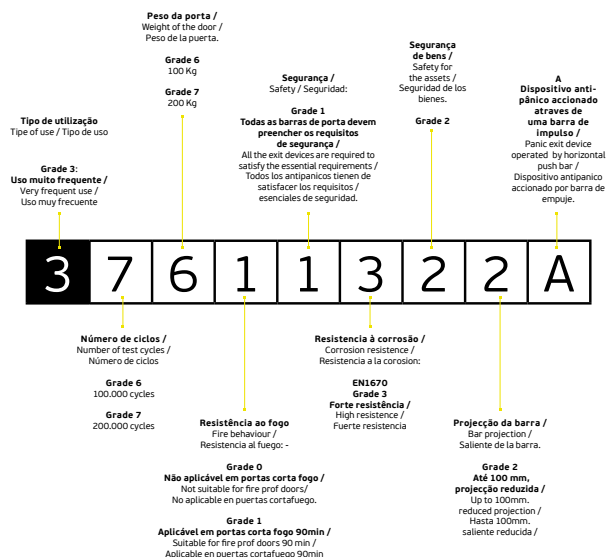 Peso da porta /
Weight of the door /
Peso de la puerta.
Grade 6
100 Kg
Grade 7
200 Kg
Segurança
de bens /
Safety for
the assets /
Seguridad de los
bienes.
Grade 2
A
Dispositivo anti-
pânico accionado
atraves de
uma barra de
impulso /
Panic exit device
operated by horizontal
push bar /
Dispositivo antipanico
accionado por barra de
empuje.
Segurança /
Safety / Seguridad:
Grade 1
Todas as barras de porta devem
preencher os requisitos
de segurança /
All the exit devices are required to
satisfy the essential requirements /
Todos los antipanicos tienen de
satisfacer los requisitos /
esenciales de seguridad.
Tipo de utilização
Tipe of use / Tipo de uso
Grade 3:
Uso muito frequente /
Very frequent use /
Uso muy frecuente
3 7 6 1 1 3 2 2 A
Número de ciclos /
Number of test cycles /
Número de ciclos
Grade 6
100.000 cycles
Grade 7
200.000 cycles
Resistência ao fogo
Fire behaviour /
Resistencia al fuego: -
Grade 0
Não aplicável em portas corta fogo /
Not suitable for fire prof doors/
No aplicable en puertas cortafuego.
Grade 1
Aplicável em portas corta fogo 90min /
Suitable for fire prof doors 90 min /
Aplicable en puertas cortafuego 90min
Resistencia à corrosão /
Corrosion resistence /
Resistencia a la corrosion:
EN1670
Grade 3
Forte resistência /
High resistence /
Fuerte resistencia
Projecção da barra /
Bar projection /
Saliente de la barra.
Grade 2
Até 100 mm,
projecção reduzida /
Up to 100mm.
reduced projection /
Hasta 100mm.
saliente reducida /